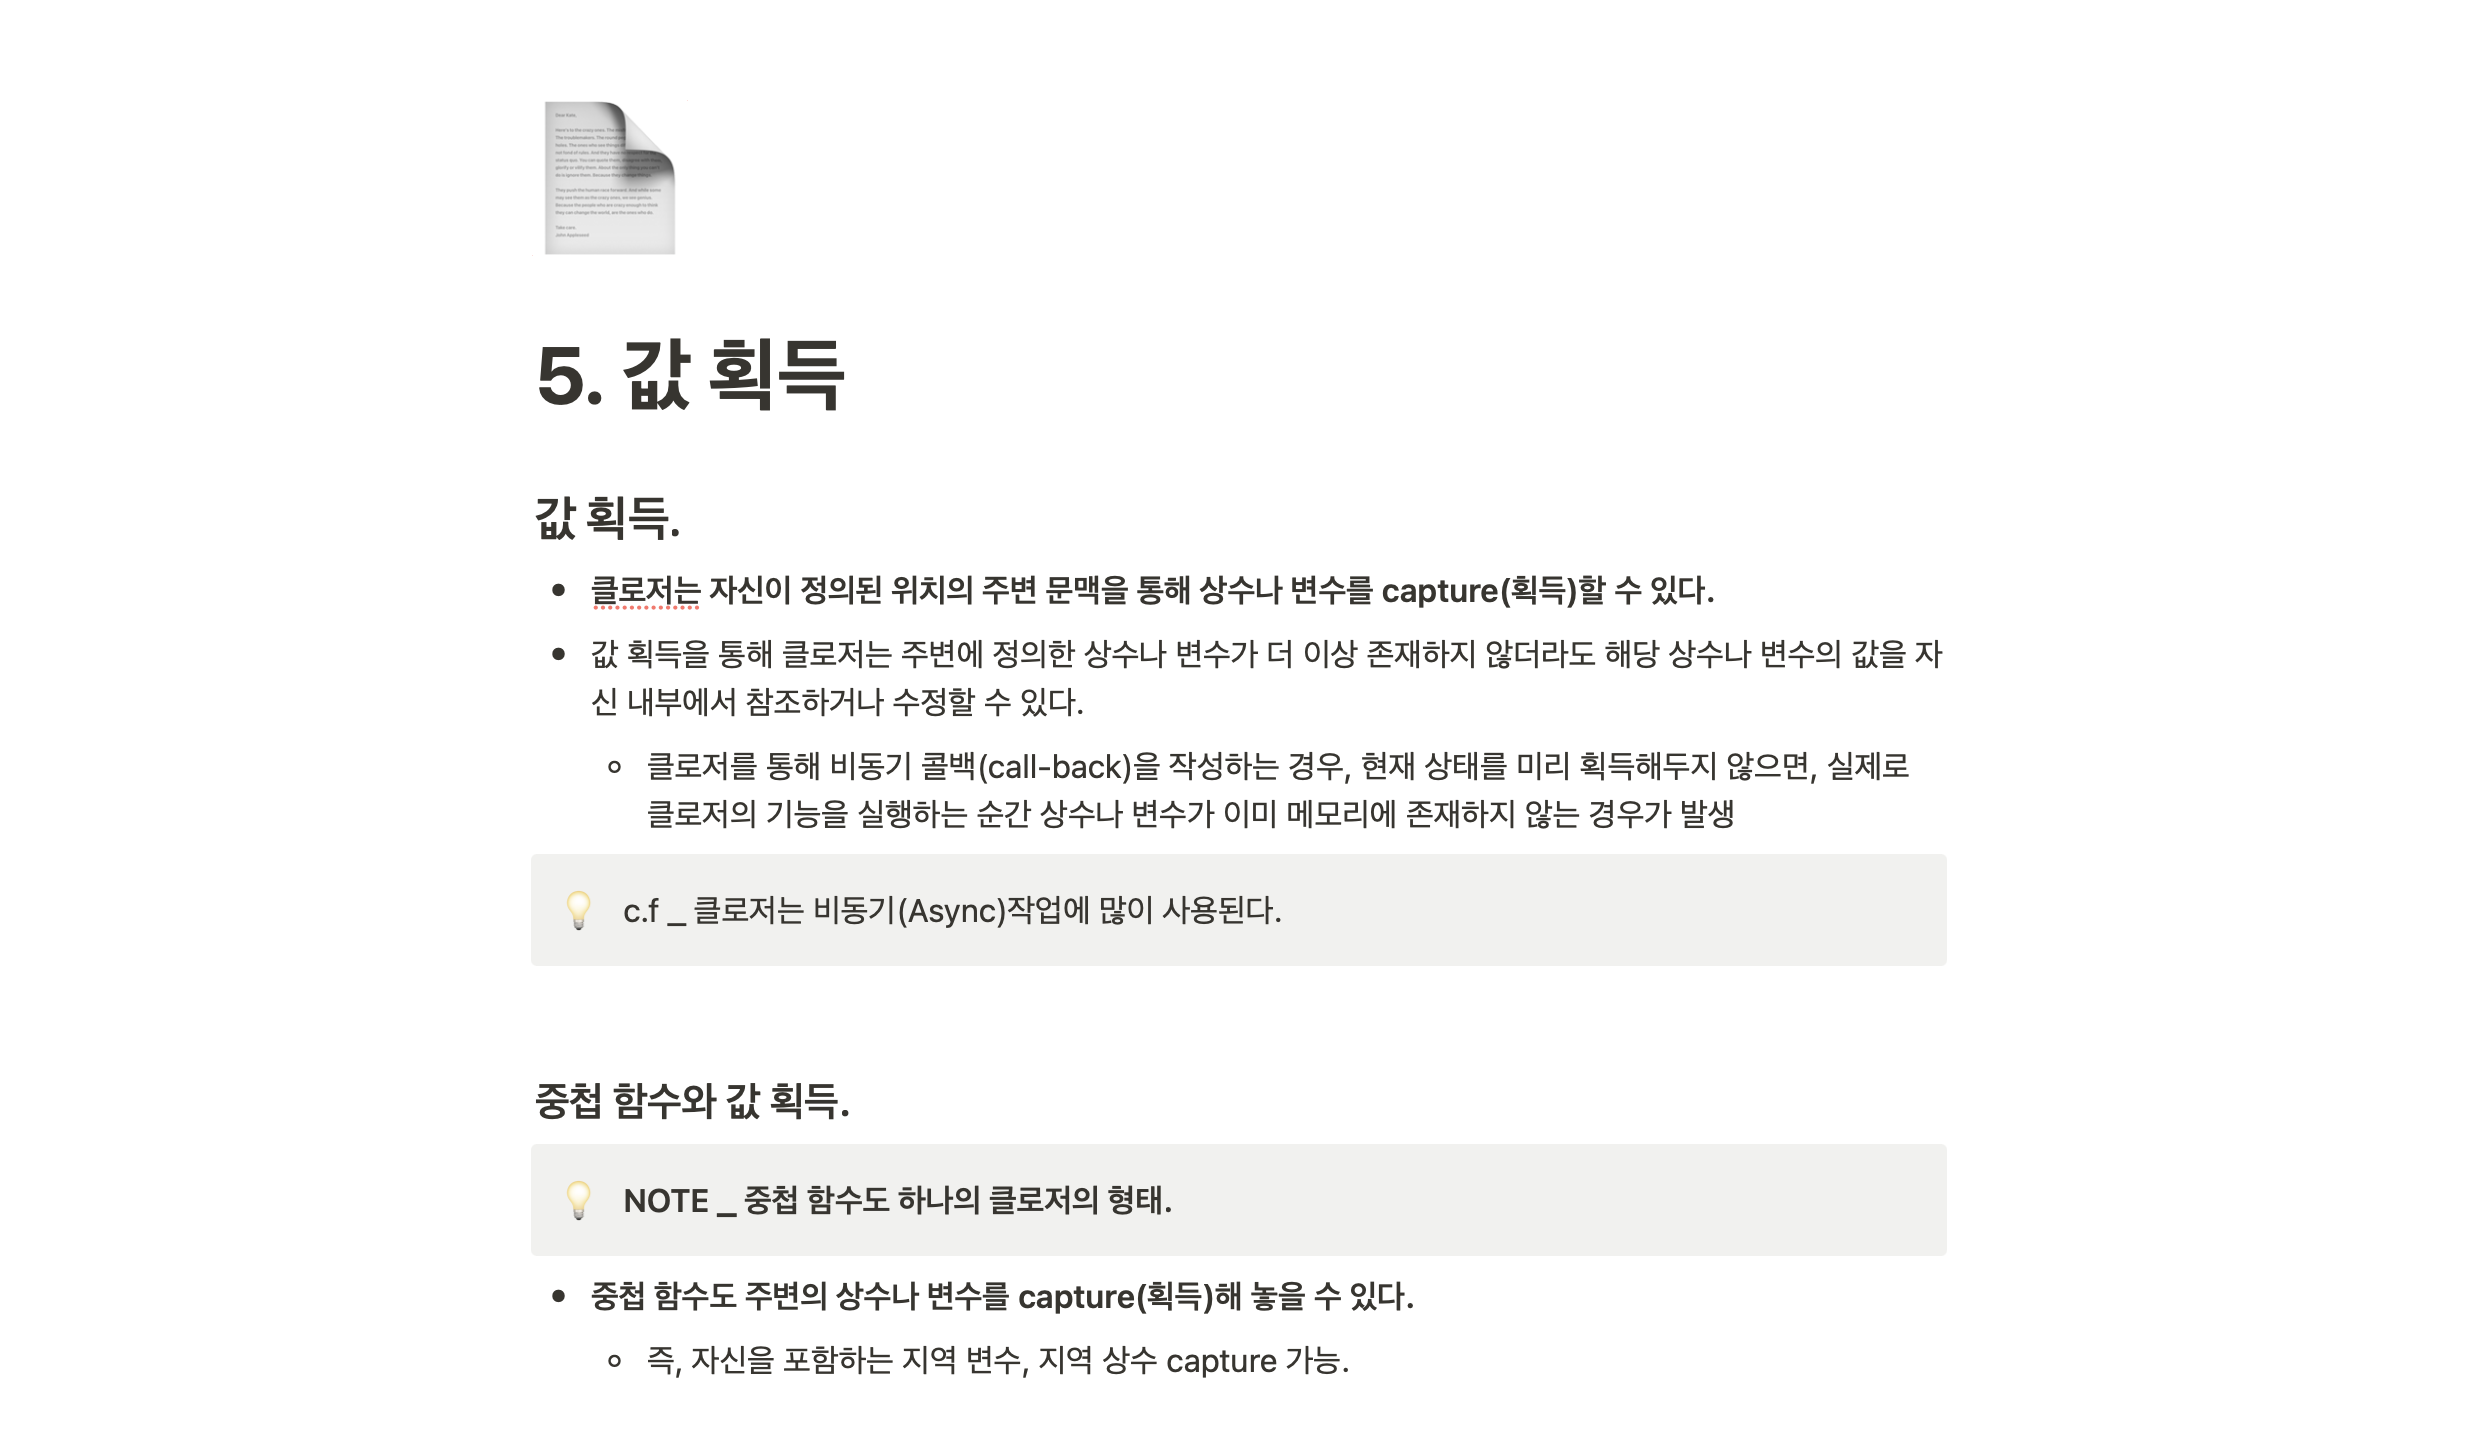 Dear Kate,
Take care,
John Appleseed
5. 값 획득
값 획득.
클로저는 자신이 정의된 위치의 주변 문맥을 통해 상수나 변수를 capture(획득)할 수 있다.
값 획득을 통해 클로저는 주변에 정의한 상수나 변수가 더 이상 존재하지 않더라도 해당 상수나 변수의 값을 자
신 내부에서 참조하거나 수정할 수 있다.
클로저를 통해 비동기 콜백(call-back)을 작성하는 경우, 현재 상태를 미리 획득해두지 않으면, 실제로
클로저의 기능을 실행하는 순간 상수나 변수가 이미 메모리에 존재하지 않는 경우가 발생
c.f _ 클로저는 비동기(Async)작업에 많이 사용된다.
중첩 함수와 값 획득.
NOTE _ 중첩 함수도 하나의 클로저의 형태.
중첩 함수도 주변의 상수나 변수를 capture(획득)해 놓을 수 있다.
즉, 자신을 포함하는 지역 변수, 지역 상수 capture 가능.